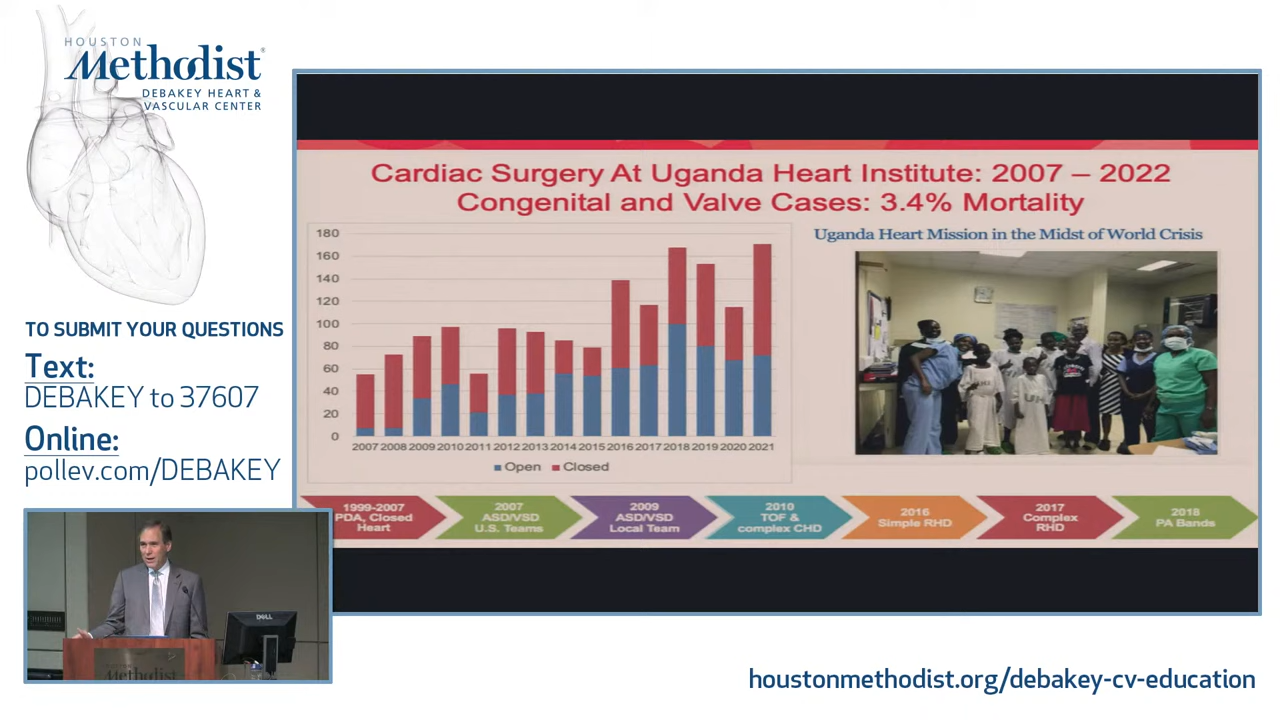 HOUSTON
Methodist
DEBAKEY HEART &
VASCULAR CENTER
TO SUBMIT YOUR QUESTIONS
Text:
DEBAKEY to 37607
Online:
pollev.com/DEBAKEY
Cardiac Surgery At Uganda Heart Institute: 2007 – 2022
Congenital and Valve Cases: 3.4% Mortality
180
160
140
120
100
80
60
40
20
0
2007 2008 2009 2010 2011 2012 2013 2014 2015 2016 2017 2018 2019 2020 2021
Open Closed
Uganda Heart Mission in the Midst of World Crisis
1999-2007
PDA, Closed
Heart
2007
ASD/VSD
U.S. Teams
2009
ASD/VSD
Local Team
2010
TOF &
complex CHD
2016
Simple RHD
2017
Complex
RHD
2018
PA Bands
DELL
HOUSTON
Methodist
houstonmethodist.org/debakey-cv-education